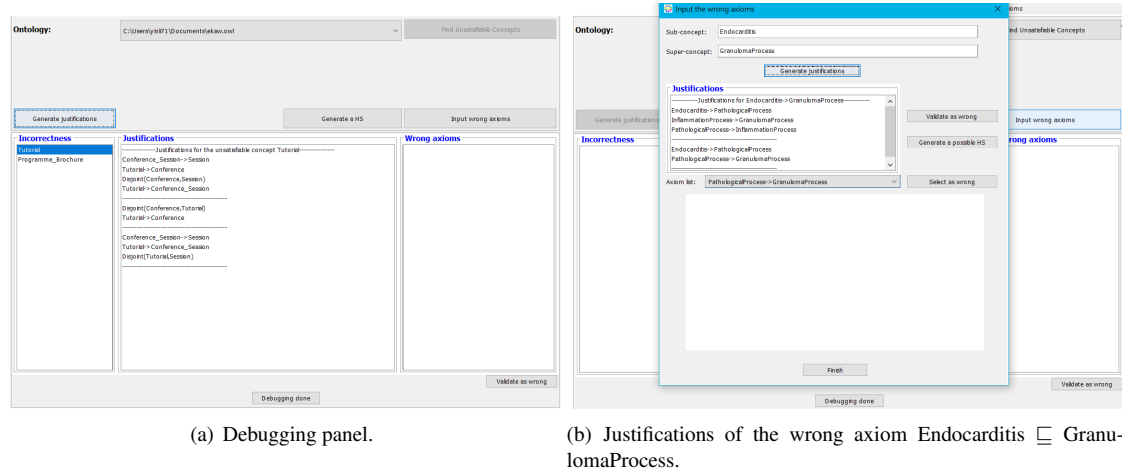 Ontology:
C:\Users\yinli71\Documents\ekaw.owl
Find Unsatisfiable Concepts
Generate justifications
Generate a HS
Input wrong axioms
Incorrectness
Justifications
Wrong axioms
Tutorial
Programme_Brochure
-------------Justifications for the unsatisfiable concept Tutorial-------------
Conference_Session->Session
Tutorial->Conference
Disjoint(Conference,Session)
Tutorial->Conference_Session
----------------------------------------
Disjoint(Conference,Tutorial)
Tutorial->Conference
----------------------------------------
Conference_Session->Session
Tutorial->Conference_Session
Disjoint(Tutorial,Session)
----------------------------------------
Validate as wrong
Debugging done
(a) Debugging panel.
Input the wrong axioms
ioms
Ontology:
Sub-concept:
Endocarditis
nd Unsatisfiable Concepts
Super-concept:
GranulomaProcess
Generate justifications
Justifications
----------Justifications for Endocarditis->GranulomaProcess----------
Endocarditis->PathologicalProcess
InflammationProcess->GranulomaProcess
PathologicalProcess->InflammationProcess
----------------------------------------
Endocarditis->PathologicalProcess
PathologicalProcess->GranulomaProcess
----------------------------------------
Validate as wrong
Generate a possible HS
Generate justifications
Input wrong axioms
Incorrectness
rong axioms
Axiom list:
PathologicalProcess->GranulomaProcess
Select as wrong
Finish
Validate as wrong
Debugging done
(b) Justifications of the wrong axiom Endocarditis ⊑ Granu-
lomaProcess.